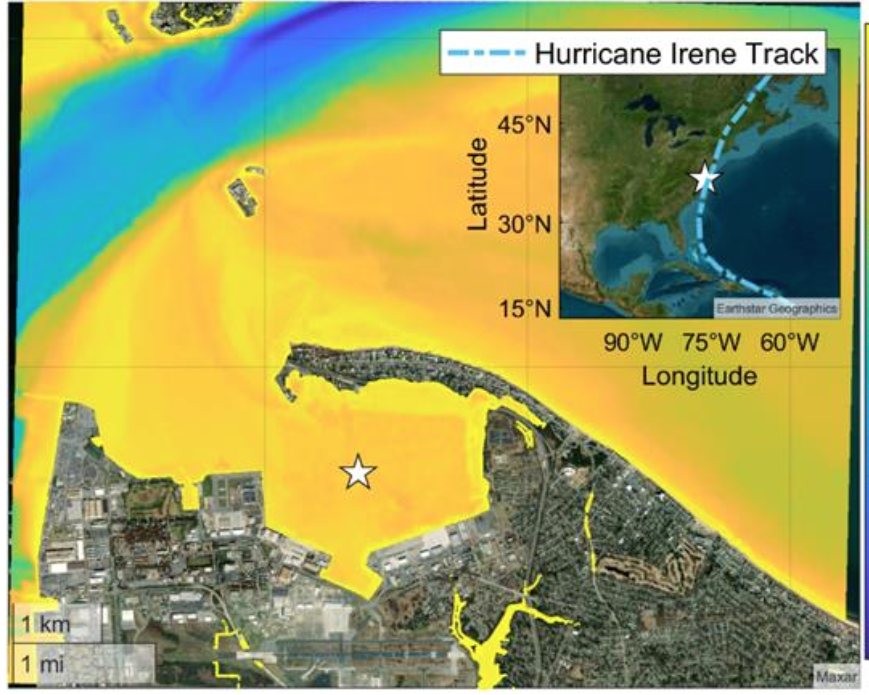 Hurricane Irene Track
45°N
30°N
15°N
Latitude
Earthstar Geographics
90°W 75°W 60°W
Longitude
1 km
1 mi
Maxar